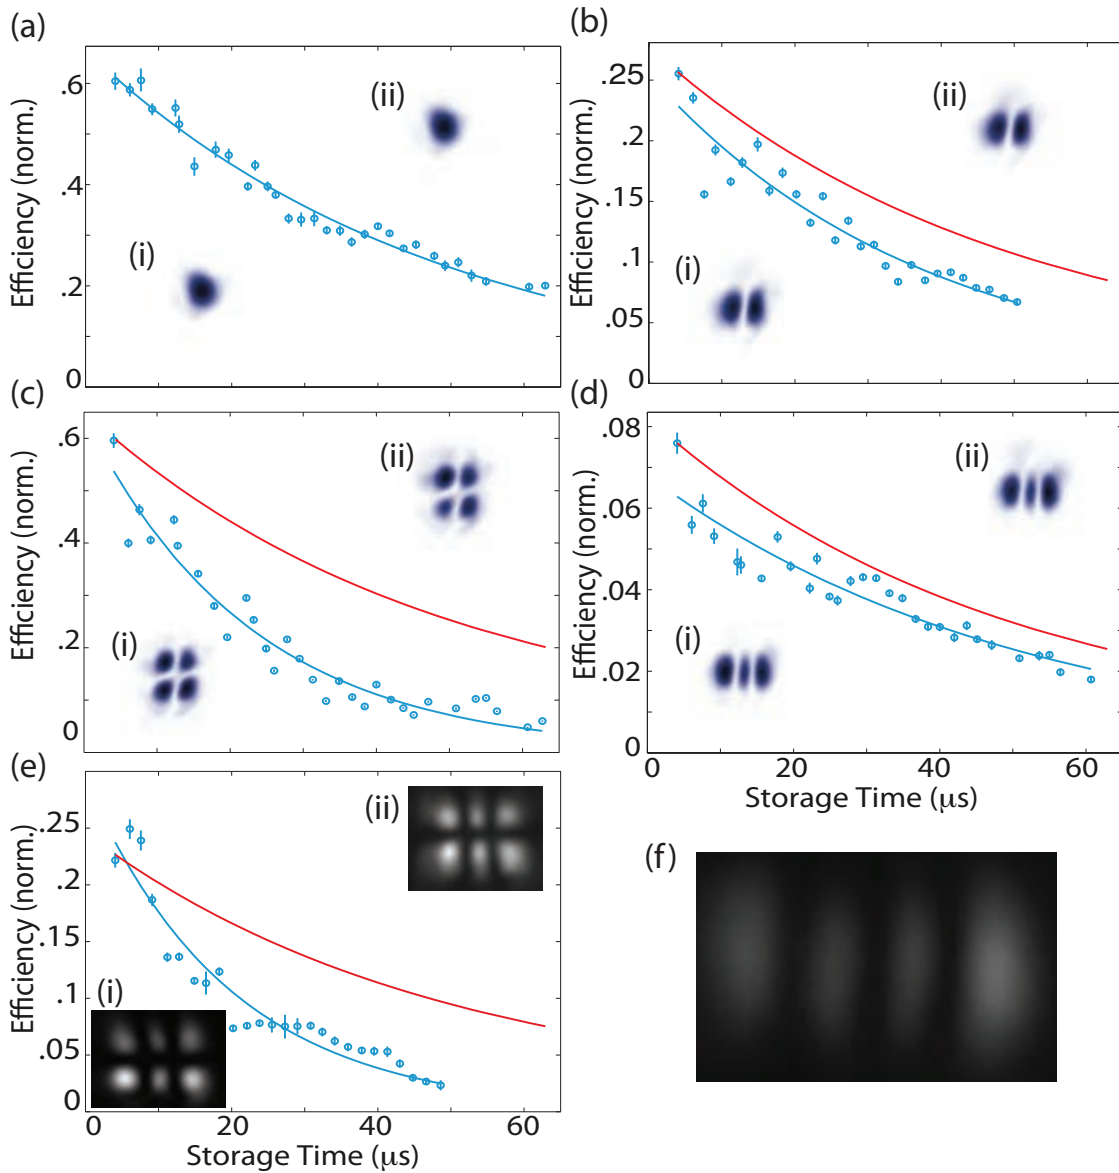 (a)
Efficiency (norm.)
.6
.4
.2
0
(i)
(ii)
(b)
Efficiency (norm.)
.25
.2
.15
.1
.05
0
(i)
(ii)
(c)
Efficiency (norm.)
.6
.4
.2
0
(i)
(ii)
(d)
Efficiency (norm.)
.08
.06
.04
.02
0
(i)
(ii)
0 20 40 60
Storage Time (μs)
(e)
Efficiency (norm.)
.25
.2
.15
.1
0.05
0
(i)
(ii)
0 20 40 60
Storage Time (μs)
(f)